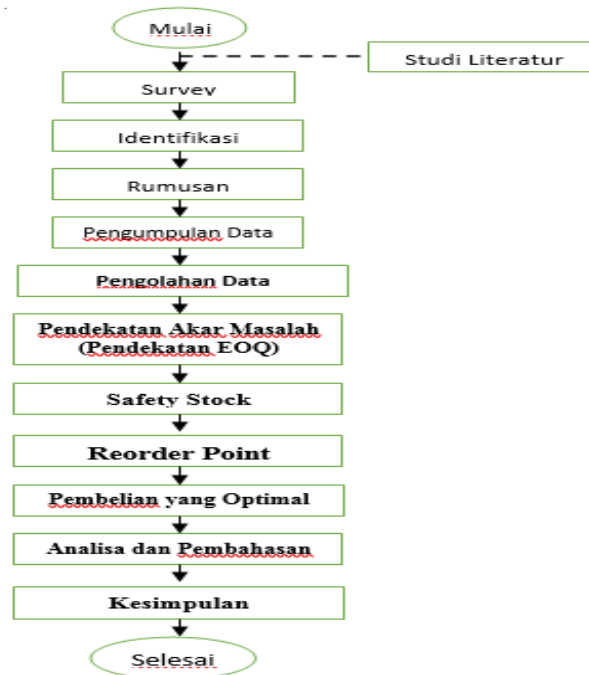 Mulai
Studi Literatur
Survey
Identifikasi
Rumusan
Pengumpulan Data
Pengolahan Data
Pendekatan Akar Masalah
(Pendekatan EOQ)
Safety Stock
Reorder Point
Pembelian yang Optimal
Analisa dan Pembahasan
Kesimpulan
Selesai